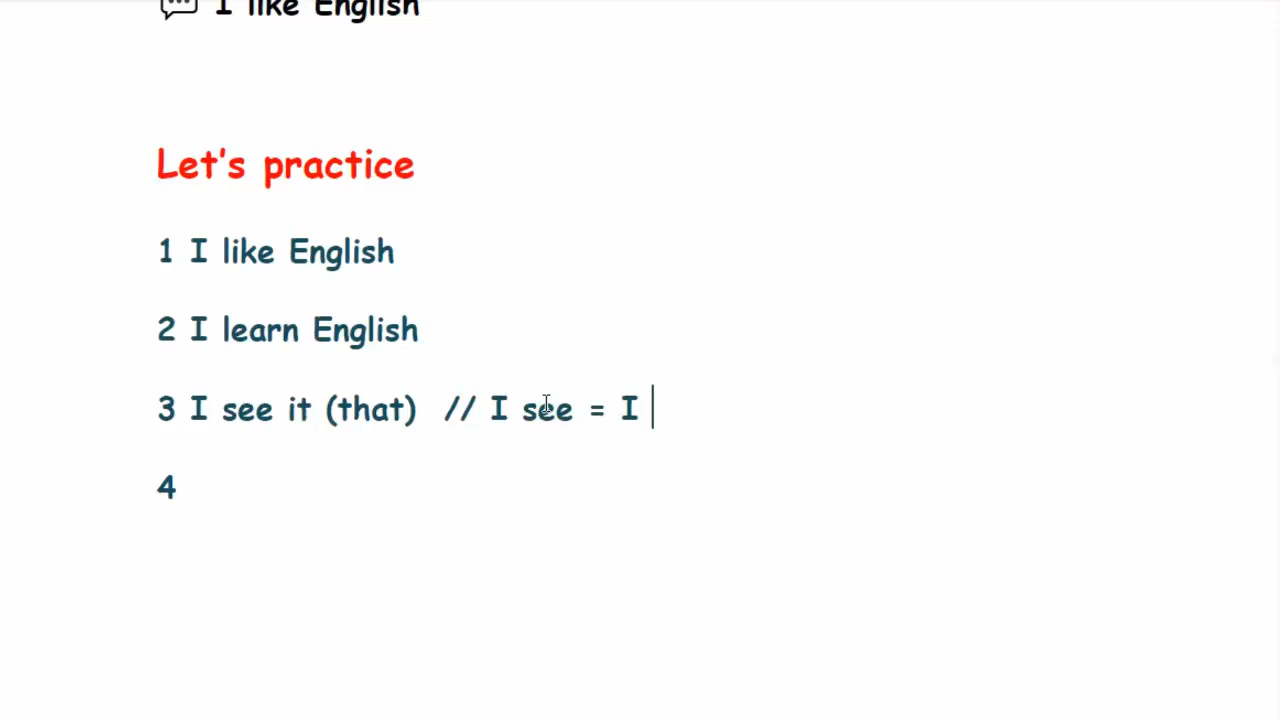 I like English
Let's practice
1 I like English
2 I learn English
3 I see it (that) // I see = I
4